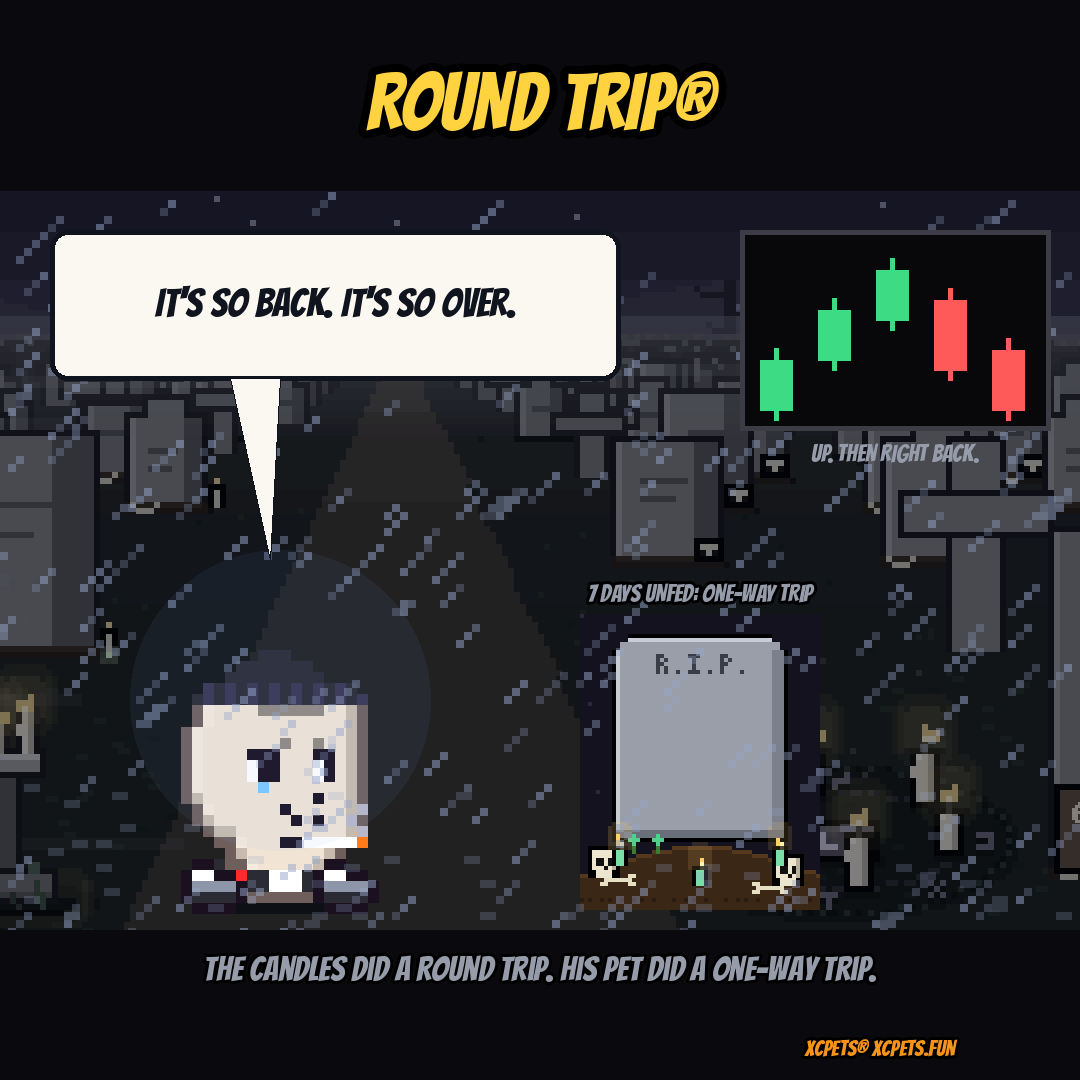 ROUND TRIP®
IT'S SO BACK. IT'S SO OVER.
UP. THEN RIGHT BACK.
7 DAYS UNFED: ONE-WAY TRIP
R.I.P.
THE CANDLES DID A ROUND TRIP. HIS PET DID A ONE-WAY TRIP.
XCPETS® XCPETS.FUN